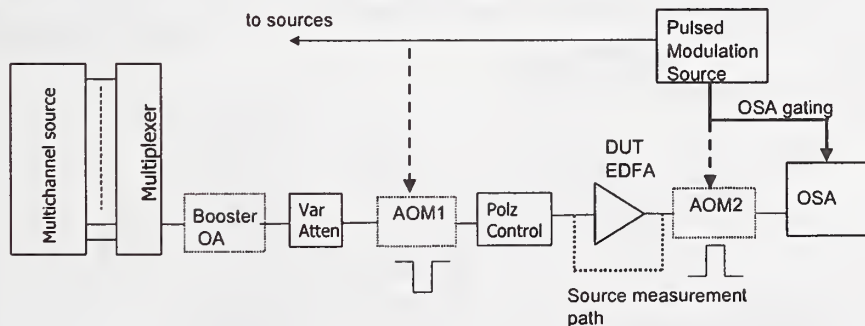 to sources
Pulsed
Modulation
Source
OSA gating
Multichannel source
Multiplexer
Booster
OA
Var
Atten
AOM1
Polz
Control
DUT
EDFA
AOM2
OSA
Source measurement
path